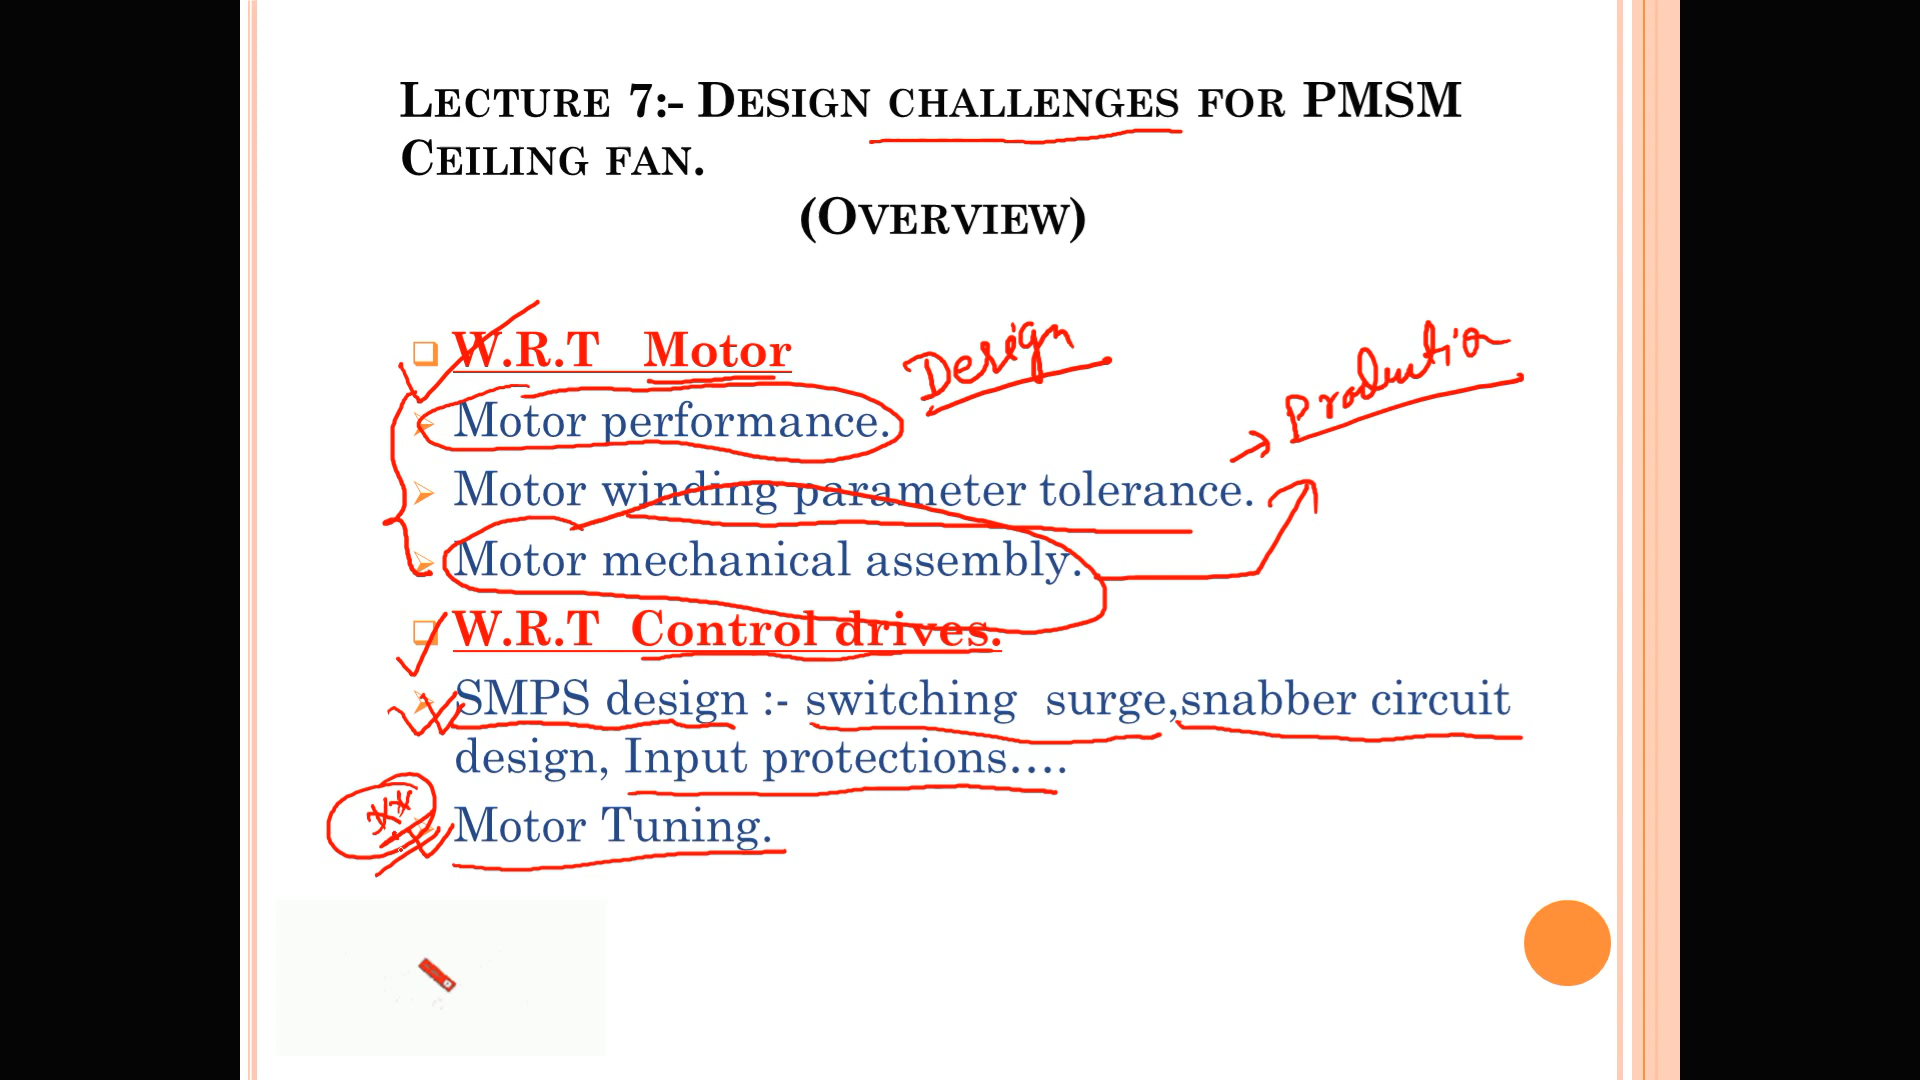 LECTURE 7:- DESIGN CHALLENGES FOR PMSM
CEILING FAN.
(OVERVIEW)
W.R.T Motor
Design
Production
Motor performance.
Motor winding parameter tolerance.
Motor mechanical assembly.
W.R.T Control drives.
SMPS design :- switching surge,snabber circuit
design, Input protections....
Motor Tuning.